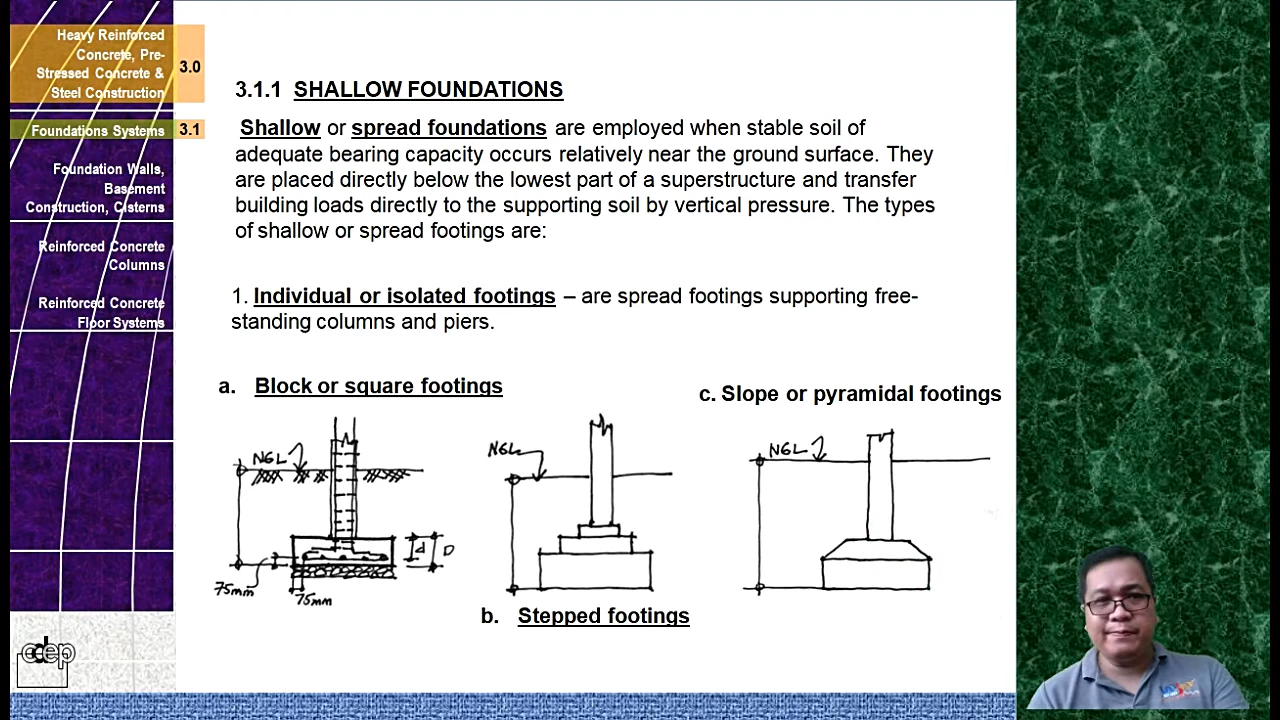 Heavy Reinforced
Concrete, Pre-
Stressed Concrete &
Steel Construction
3.0
Foundations Systems
3.1
Foundation Walls,
Basement
Construction, Cisterns
Reinforced Concrete
Columns
Reinforced Concrete
Floor Systems
3.1.1 SHALLOW FOUNDATIONS
Shallow or spread foundations are employed when stable soil of
adequate bearing capacity occurs relatively near the ground surface. They
are placed directly below the lowest part of a superstructure and transfer
building loads directly to the supporting soil by vertical pressure. The types
of shallow or spread footings are:
1. Individual or isolated footings – are spread footings supporting free-
standing columns and piers.
a. Block or square footings
c. Slope or pyramidal footings
NGL
NGL
NGL
d
D
75mm
75mm
b. Stepped footings
cdep